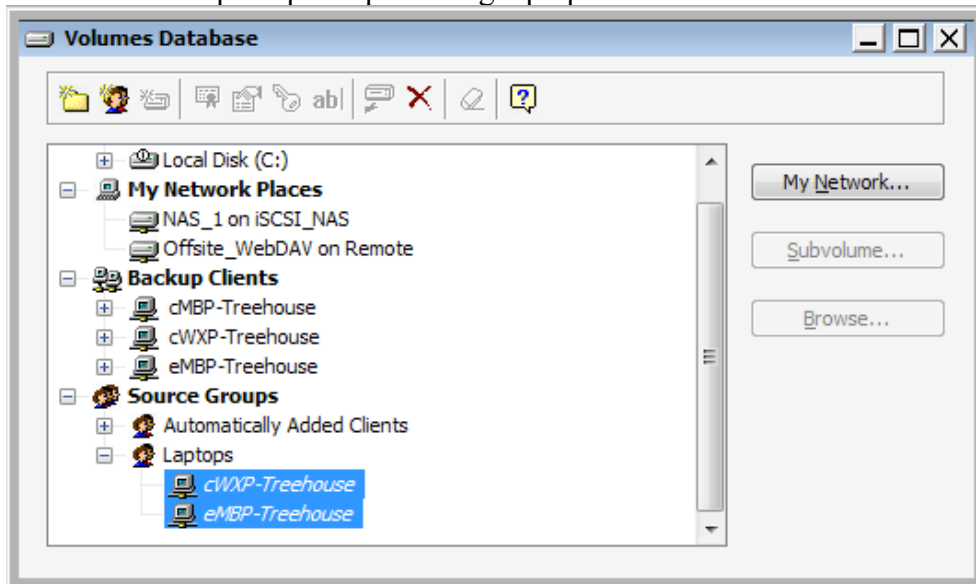 Volumes Database
ab|
Local Disk (C:)
My Network Places
NAS_1 on iSCSI_NAS
Offsite_WebDAV on Remote
Backup Clients
cMBP-Treehouse
cWXP-Treehouse
eMBP-Treehouse
Source Groups
Automatically Added Clients
Laptops
cWXP-Treehouse
eMBP-Treehouse
My Network...
Subvolume...
Browse...